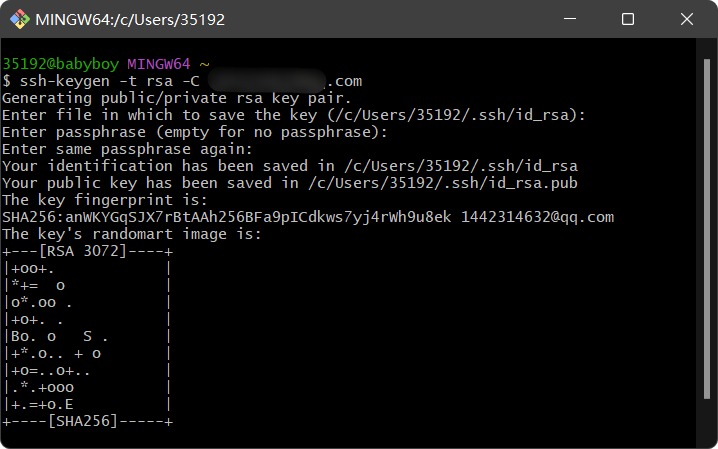 MINGW64:/c/Users/35192
35192@babyboy MINGW64 ~
$ ssh-keygen -t rsa -C .com
Generating public/private rsa key pair.
Enter file in which to save the key (/c/Users/35192/.ssh/id_rsa):
Enter passphrase (empty for no passphrase):
Enter same passphrase again:
Your identification has been saved in /c/Users/35192/.ssh/id_rsa
Your public key has been saved in /c/Users/35192/.ssh/id_rsa.pub
The key fingerprint is:
SHA256:anWKYGqSJX7rBtAAh256BFa9pICdkws7yj4rWh9u8ek 1442314632@qq.com
The key's randomart image is:
+---[RSA 3072]----+
|+oo+.            |
|*+=  o           |
|o*.oo .          |
|+o+. .           |
|Bo. o   S .      |
|+*.o.. + o       |
|+o=..o+..        |
|.*.+ooo          |
|+.=+o.E          |
+----[SHA256]-----+